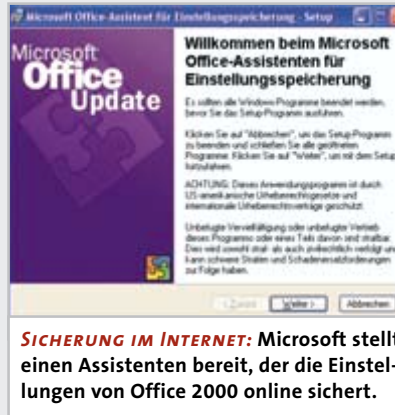 Microsoft Office-Assistent für Einstellungsspeicherung - Setup
Microsoft
Office
Update
Willkommen beim Microsoft
Office-Assistenten für
Einstellungsspeicherung
Es sollten alle Windows-Programme beendet werden,
bevor Sie das Setup-Programm ausführen.
Klicken Sie auf "Abbrechen", um das Setup-Programm
zu beenden und schließen Sie alle geöffneten
Programme. Klicken Sie auf "Weiter", um mit dem Setup
fortzufahren.
ACHTUNG: Dieses Anwendungsprogramm ist durch
US-amerikanische Urheberrechtsgesetze und
internationale Urheberrechtsverträge geschützt.
Unbefugte Vervielfältigung oder unbefugter Vertrieb
dieses Programms oder eines Teils davon sind strafbar.
Dies wird sowohl straf- als auch zivilrechtlich verfolgt und
kann schwere Strafen und Schadenersatzforderungen
zur Folge haben.
< Zurück Weiter > Abbrechen
SICHERUNG IM INTERNET: Microsoft stellt
einen Assistenten bereit, der die Einstel-
lungen von Office 2000 online sichert.